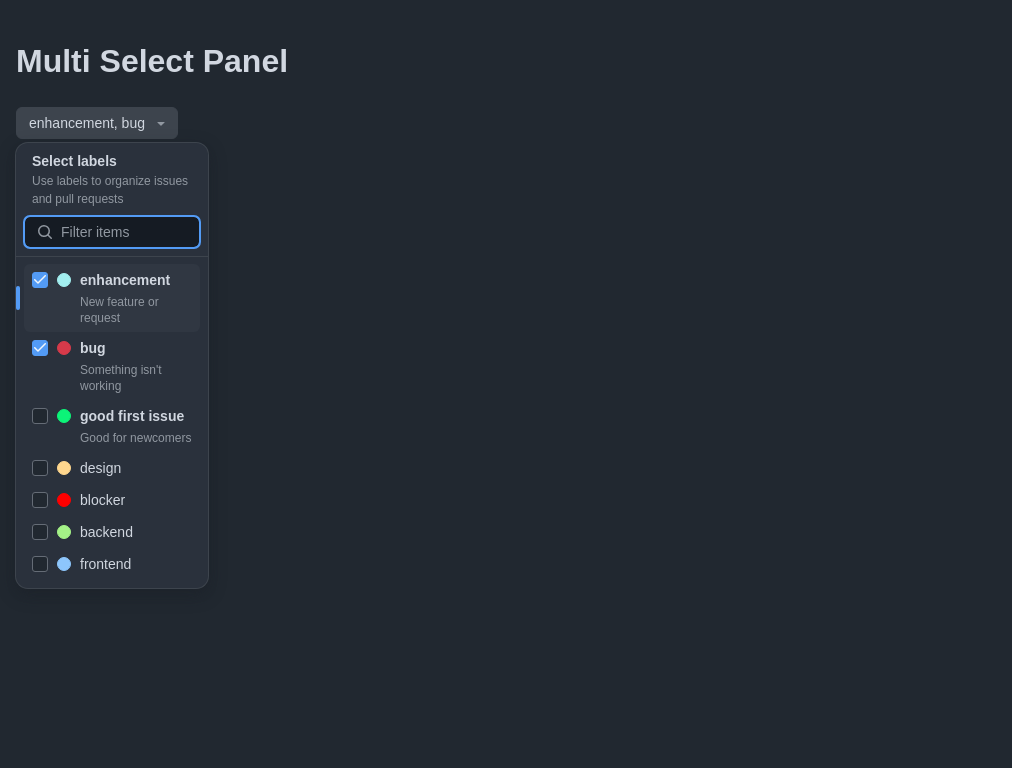 Multi Select Panel
enhancement, bug
Select labels
Use labels to organize issues
and pull requests
Filter items
enhancement
New feature or
request
bug
Something isn't
working
good first issue
Good for newcomers
design
blocker
backend
frontend